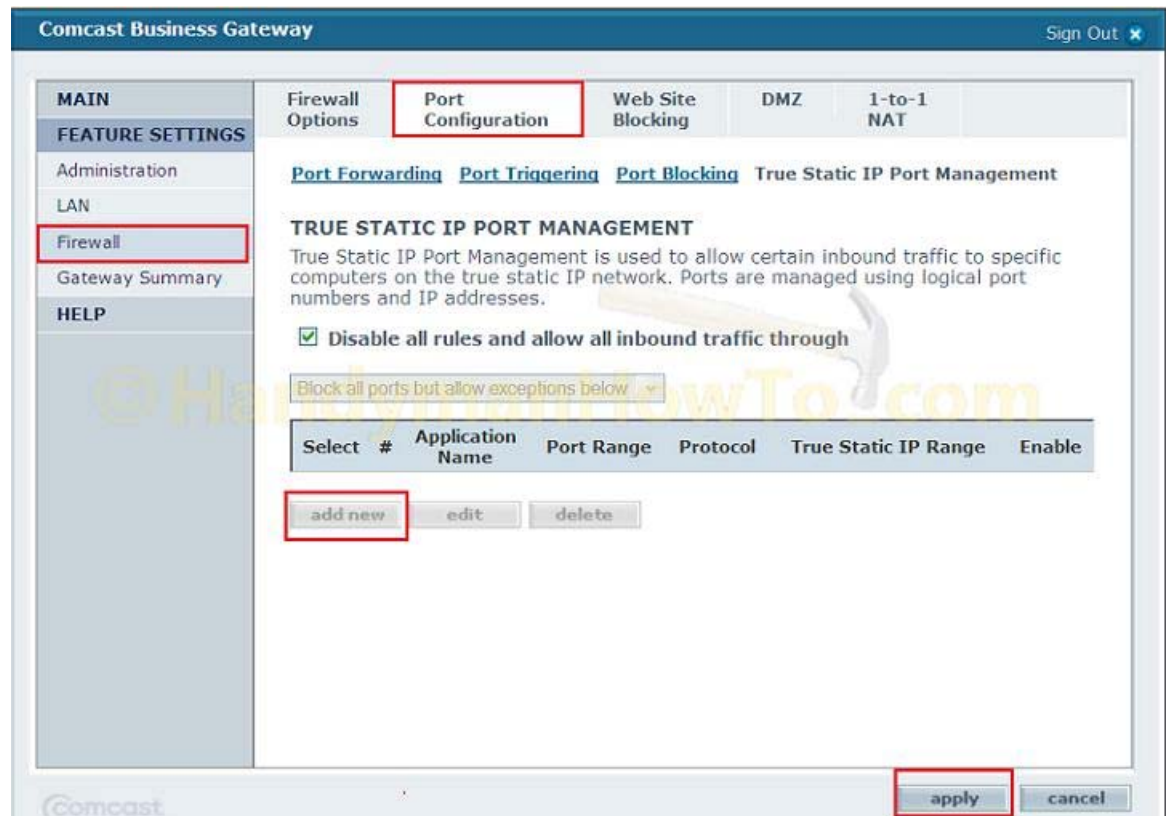 Comcast Business Gateway
Sign Out
MAIN
FEATURE SETTINGS
Administration
LAN
Firewall
Gateway Summary
HELP
Firewall Options
Port Configuration
Web Site Blocking
DMZ
1-to-1 NAT
Port Forwarding Port Triggering Port Blocking True Static IP Port Management
TRUE STATIC IP PORT MANAGEMENT
True Static IP Port Management is used to allow certain inbound traffic to specific
computers on the true static IP network. Ports are managed using logical port
numbers and IP addresses.
Disable all rules and allow all inbound traffic through
Block all ports but allow exceptions below
© HandymanHowTo.com
Select # Application Name Port Range Protocol True Static IP Range Enable
add new edit delete
apply cancel
Comcast